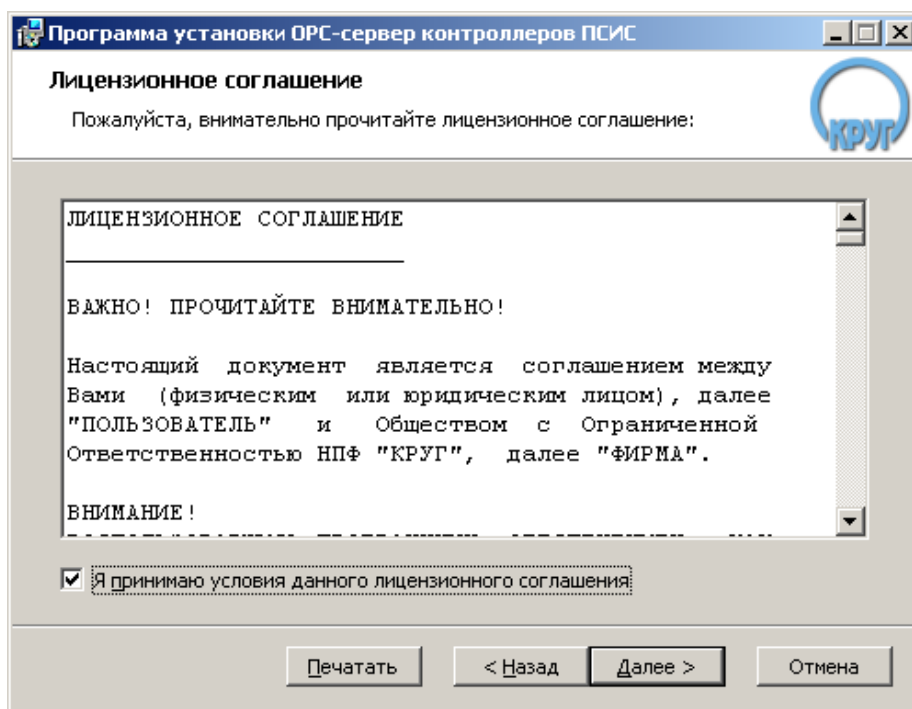 Программа установки OPC-сервер контроллеров ПСИС
Лицензионное соглашение
Пожалуйста, внимательно прочитайте лицензионное соглашение:
КРУГ
ЛИЦЕНЗИОННОЕ СОГЛАШЕНИЕ
ВАЖНО! ПРОЧИТАЙТЕ ВНИМАТЕЛЬНО!
Настоящий документ является соглашением между
Вами (физическим или юридическим лицом), далее
"ПОЛЬЗОВАТЕЛЬ" и Обществом с Ограниченной
Ответственностью НПФ "КРУГ", далее "ФИРМА".
ВНИМАНИЕ!
Я принимаю условия данного лицензионного соглашения
Печатать
< Назад
Далее >
Отмена